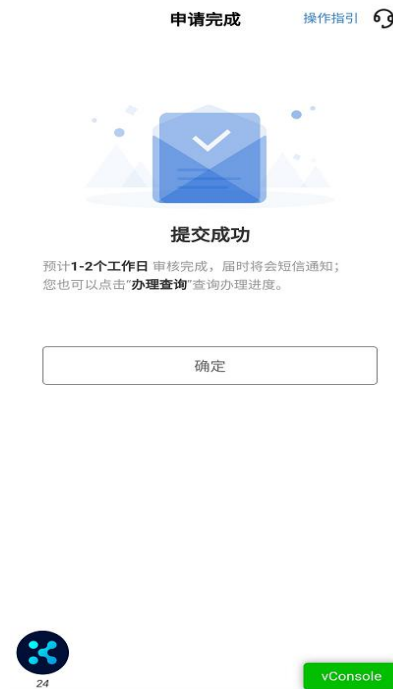 申请完成 操作指引
提交成功
预计1-2个工作日 审核完成，届时将会短信通知；
您也可以点击“办理查询”查询办理进度。
确定
24
vConsole